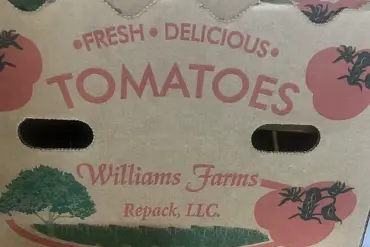 •FRESH • DELICIOUS•
TOMATOES
Williams Farms
Repack, LLC.